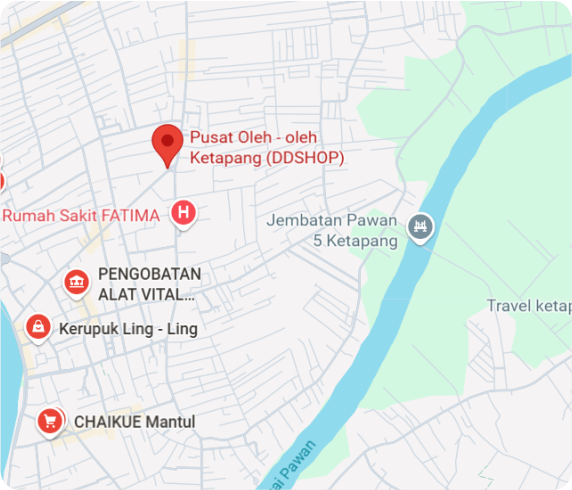 Pusat Oleh - oleh
Ketapang (DDSHOP)
Rumah Sakit FATIMA
H
Jembatan Pawan
5 Ketapang
PENGOBATAN
ALAT VITAL...
Travel ketap
Kerupuk Ling - Ling
CHAIKUE Mantul
ai Pawan